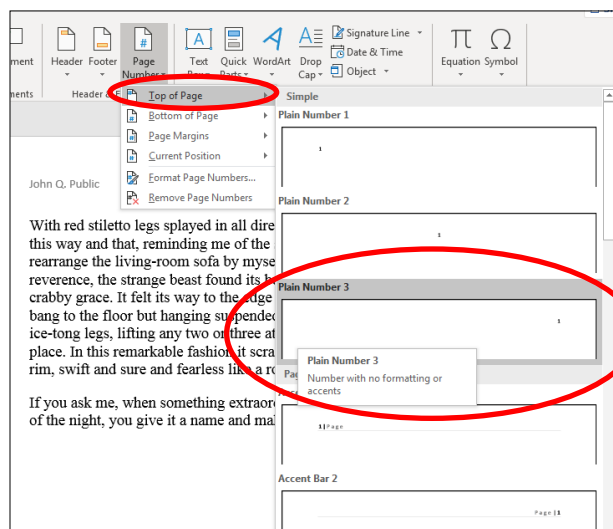 ment
Header Footer Page Number
Text Box Quick Parts WordArt Drop Cap
Signature Line
Date & Time
Object
Equation Symbol
ents
Header &
Top of Page
Bottom of Page
Page Margins
Current Position
Format Page Numbers...
Remove Page Numbers
Simple
Plain Number 1
1
Plain Number 2
1
Plain Number 3
1
Plain Number 3
Number with no formatting or
accents
1|Page
Accent Bar 2
Page|1
John Q. Public
With red stiletto legs splayed in all dire
this way and that, reminding me of the
rearrange the living-room sofa by myse
reverence, the strange beast found its
crabby grace. It felt its way to the edge
bang to the floor but hanging suspended
ice-tong legs, lifting any two or three at
place. In this remarkable fashion it scra
rim, swift and sure and fearless like a ro
If you ask me, when something extraor
of the night, you give it a name and ma